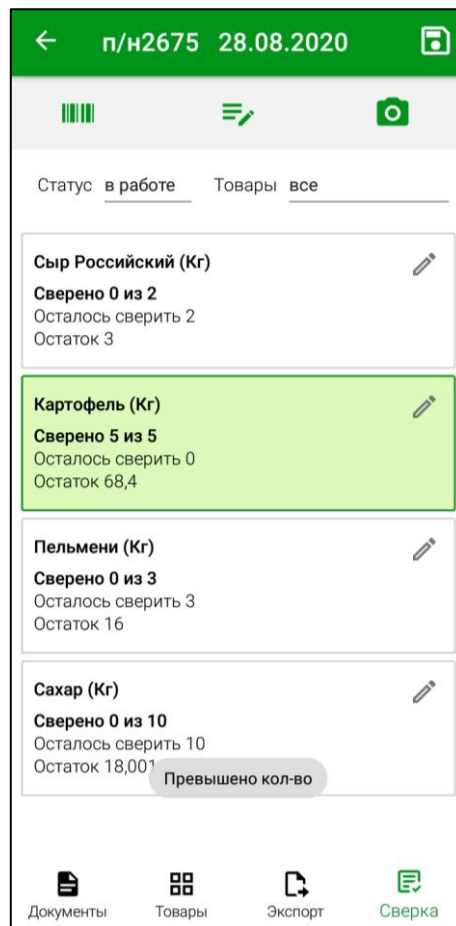 п/н2675 28.08.2020
Статус в работе Товары все
Сыр Российский (Кг)
Сверено 0 из 2
Осталось сверить 2
Остаток 3
Картофель (Кг)
Сверено 5 из 5
Осталось сверить 0
Остаток 68,4
Пельмени (Кг)
Сверено 0 из 3
Осталось сверить 3
Остаток 16
Сахар (Кг)
Сверено 0 из 10
Осталось сверить 10
Остаток 18,001
Превышено кол-во
Документы Товары Экспорт Сверка